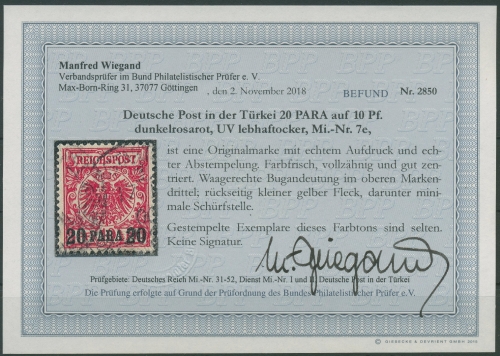 Manfred Wiegand
Verbandsprüfer im Bund Philatelistischer Prüfer e. V.
Max-Born-Ring 31, 37077 Göttingen
, den 2. November 2018
BEFUND Nr. 2850
Deutsche Post in der Türkei 20 PARA auf 10 Pf.
dunkelrosarot, UV lebhaftocker, Mi.-Nr. 7e,
REICHSPOST
20 PARA 20
ist eine Originalmarke mit echtem Aufdruck und ech-
ter Abstempelung. Farbfrisch, vollzähnig und gut zen-
triert. Waagerechte Bugandeutung im oberen Marken-
drittel; rückseitig kleiner gelber Fleck, darunter mini-
male Schürfstelle.
Gestempelte Exemplare dieses Farbtons sind selten.
Keine Signatur.
M. Wiegand
Prüfgebiete: Deutsches Reich Mi.-Nr. 31-52, Dienst Mi.-Nr. I und II, Deutsche Post in der Türkei
Die Prüfung erfolgte auf Grund der Prüfordnung des Bundes Philatelistischer Prüfer e.V.
© GIESECKE & DEVRIENT GMBH